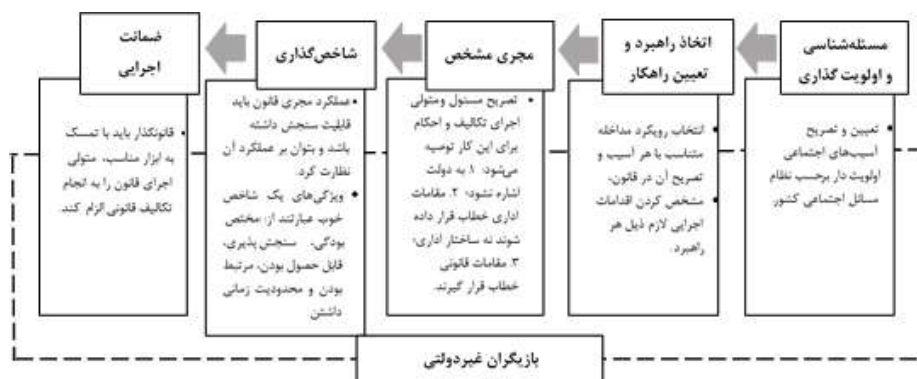 مسئله‌شناسی
و اولویت گذاری
تعیین و تصریح
آسیب‌های اجتماعی
اولویت دار برحسب نظام
مسائل اجتماعی کشور
اتخاذ راهبرد و
تعیین راهکار
انتخاب رویکرد مداخله
متناسب با هر آسیب و
تصریح آن در قانون،
مشخص کردن اقدامات
اجرایی لازم ذیل هر
راهبرد.
مجری مشخص
تصریح مسئول ومتولی
اجرای تکالیف و احکام
برای این کار توصیه
می‌شود: ۱. به دولت
اشاره نشود؛ ۲. مقامات
اداری خطاب قرار داده
شوند نه ساختار اداری؛
۳. مقامات قانونی
خطاب قرار گیرند.
شاخص‌گذاری
عملکرد مجری قانون باید
قابلیت سنجش داشته
باشد و بتوان بر عملکرد آن
نظارت کرد.
ویژگی‌های یک شاخص
خوب عبارتند از: مختص
بودگی، سنجش‌پذیری،
قابل حصول بودن، مرتبط
بودن و محدودیت زمانی
داشتن
ضمانت
اجرایی
قانونگذار باید با تمسک
به ابزار مناسب، متولی
اجرای قانون را به انجام
تکالیف قانونی الزام کند.
بازیگران غیردولتی